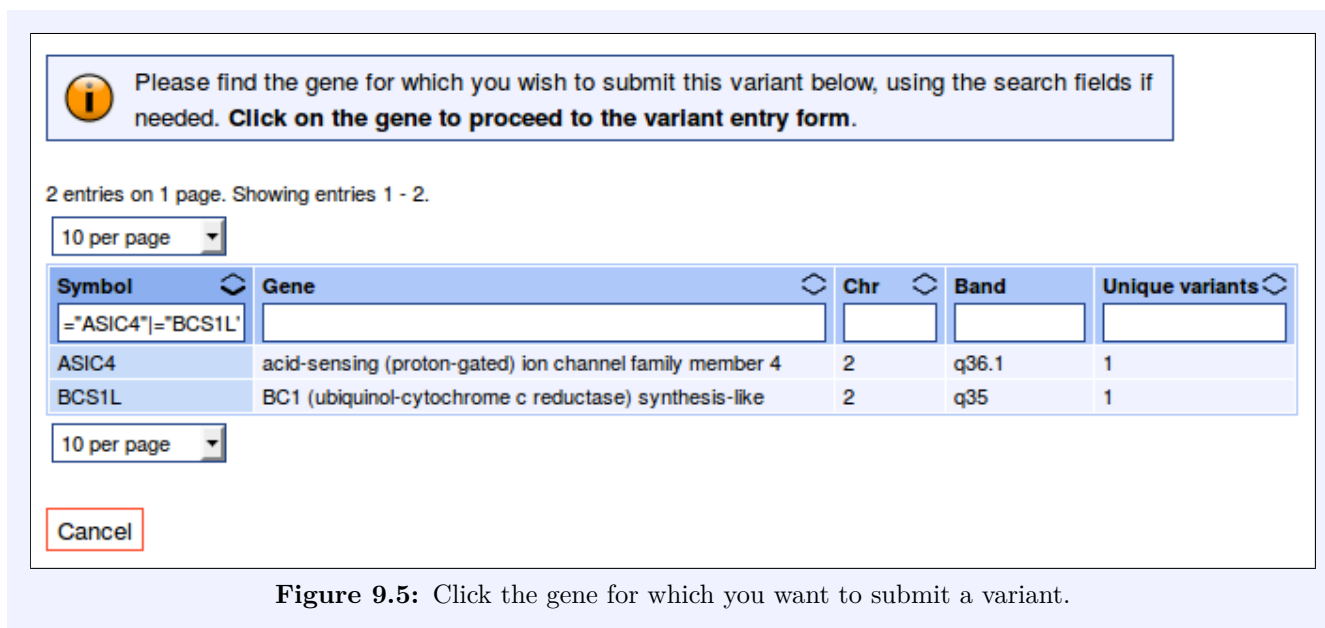 Please find the gene for which you wish to submit this variant below, using the search fields if
needed. Click on the gene to proceed to the variant entry form.
2 entries on 1 page. Showing entries 1 - 2.
10 per page
Symbol Gene Chr Band Unique variants
="ASIC4"|="BCS1L"
ASIC4 acid-sensing (proton-gated) ion channel family member 4 2 q36.1 1
BCS1L BC1 (ubiquinol-cytochrome c reductase) synthesis-like 2 q35 1
10 per page
Cancel
Figure 9.5: Click the gene for which you want to submit a variant.